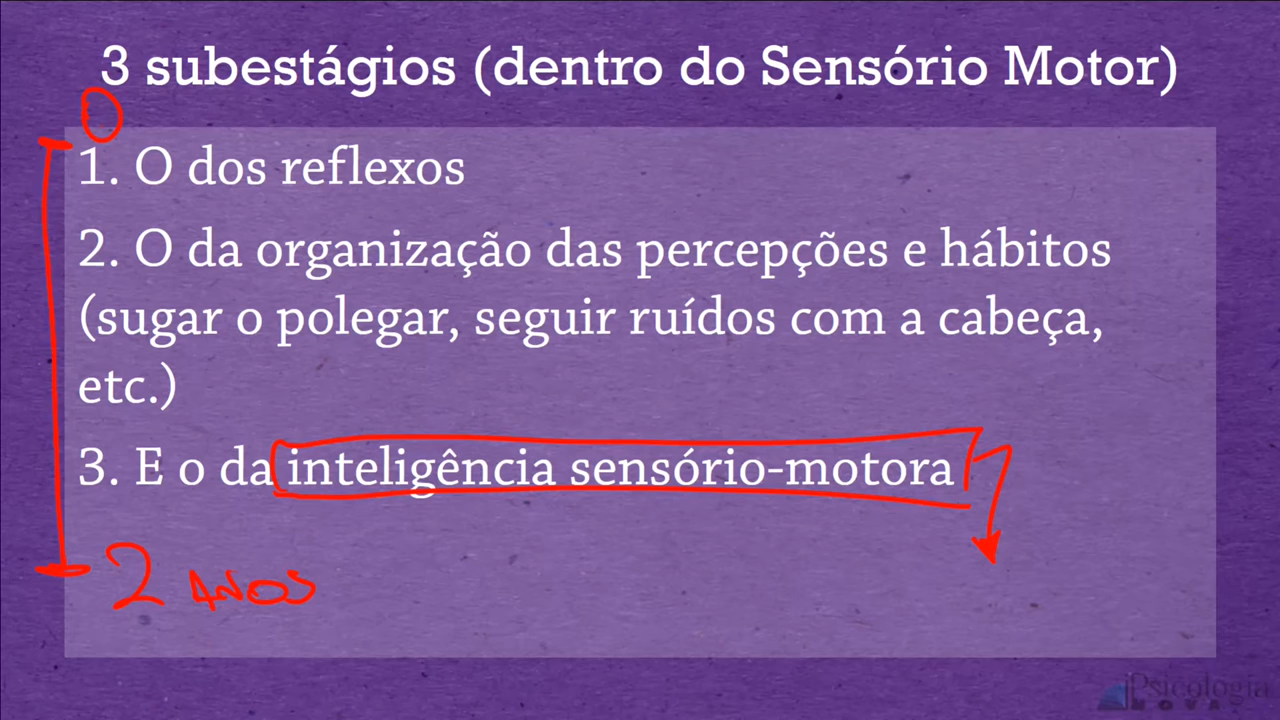 3 subestágios (dentro do Sensório Motor)
0
1. O dos reflexos
2. O da organização das percepções e hábitos
(sugar o polegar, seguir ruídos com a cabeça,
etc.)
3. E o da inteligência sensório-motora
2 ANOS
Psicologia
NOVA